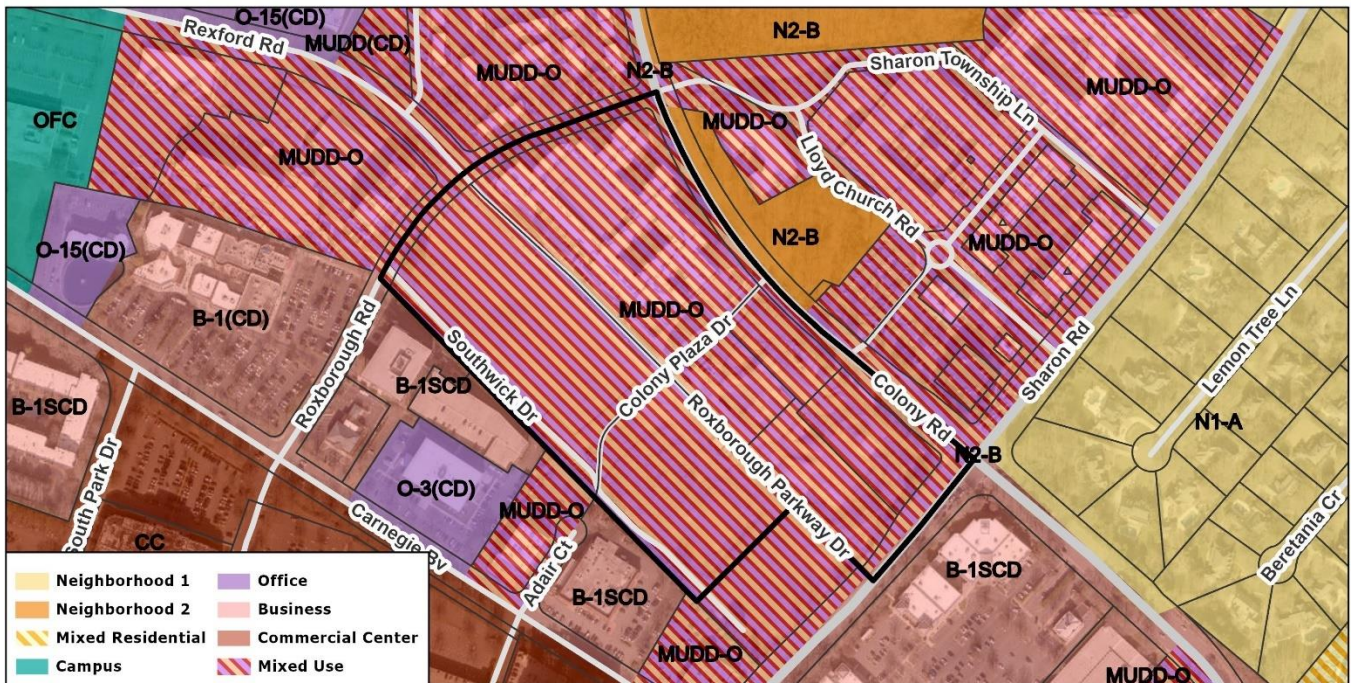 O-15(CD)
Rexford Rd
MUDD(CD)
MUDD-O
N2-B
N2-B
Sharon Township Ln
MUDD-O
OFC
MUDD-O
MUDD-O
Lloyd Church Rd
O-15(CD)
N2-B
MUDD-O
B-1(CD)
MUDD-O
Roxborough Rd
Southwick Dr
Colony Plaza Dr
Sharon Rd
Lemon Tree Ln
B-1SCD
B-1SCD
Roxborough Parkway Dr
Colony Rd
N1-A
N2-B
South Park Dr
O-3(CD)
MUDD-O
Carnegie Bv
CC
Adair Ct
B-1SCD
B-1SCD
Beretania Cr
MUDD-O
MUDD-O
Neighborhood 1
Neighborhood 2
Mixed Residential
Campus
Office
Business
Commercial Center
Mixed Use